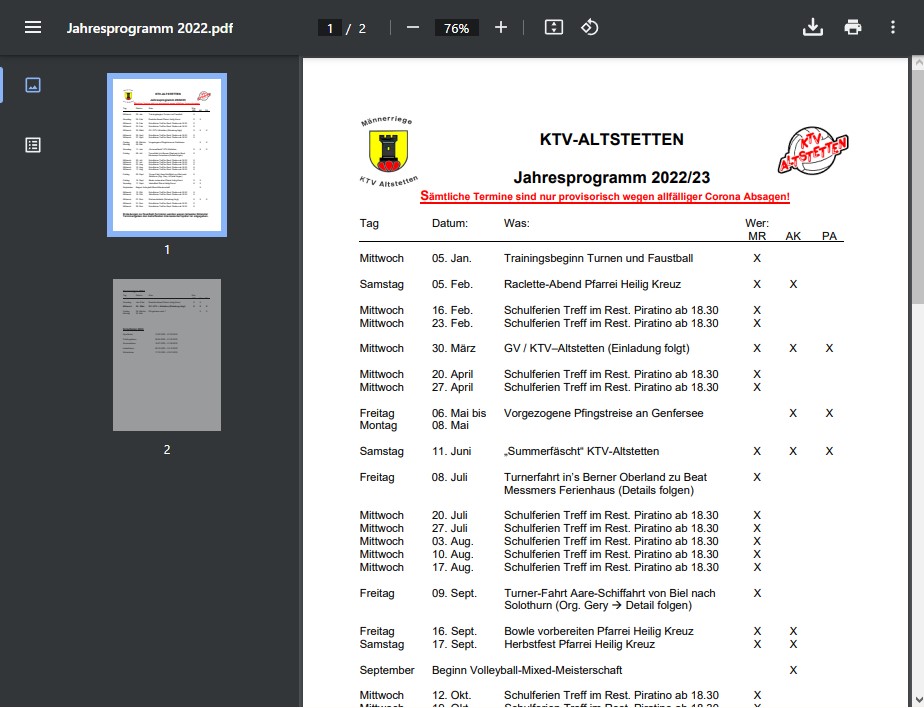 Jahresprogramm 2022.pdf
1 / 2
76%
1
2
Männerriege
KTV Altstetten
KTV-ALTSTETTEN
KTV-
ALTSTETTEN
Jahresprogramm 2022/23
Sämtliche Termine sind nur provisorisch wegen allfälliger Corona Absagen!
Tag Datum: Was: Wer:
MR AK PA
Mittwoch 05. Jan. Trainingsbeginn Turnen und Faustball X
Samstag 05. Feb. Raclette-Abend Pfarrei Heilig Kreuz X X
Mittwoch 16. Feb. Schulferien Treff im Rest. Piratino ab 18.30 X
Mittwoch 23. Feb. Schulferien Treff im Rest. Piratino ab 18.30 X
Mittwoch 30. März GV / KTV–Altstetten (Einladung folgt) X X X
Mittwoch 20. April Schulferien Treff im Rest. Piratino ab 18.30 X
Mittwoch 27. April Schulferien Treff im Rest. Piratino ab 18.30 X
Freitag 06. Mai bis Vorgezogene Pfingstreise an Genfersee X X
Montag 08. Mai
Samstag 11. Juni „Summerfäscht“ KTV-Altstetten X X X
Freitag 08. Juli Turnerfahrt in’s Berner Oberland zu Beat X
Messmers Ferienhaus (Details folgen)
Mittwoch 20. Juli Schulferien Treff im Rest. Piratino ab 18.30 X
Mittwoch 27. Juli Schulferien Treff im Rest. Piratino ab 18.30 X
Mittwoch 03. Aug. Schulferien Treff im Rest. Piratino ab 18.30 X
Mittwoch 10. Aug. Schulferien Treff im Rest. Piratino ab 18.30 X
Mittwoch 17. Aug. Schulferien Treff im Rest. Piratino ab 18.30 X
Freitag 09. Sept. Turner-Fahrt Aare-Schiffahrt von Biel nach X
Solothurn (Org. Gery → Detail folgen)
Freitag 16. Sept. Bowle vorbereiten Pfarrei Heilig Kreuz X X
Samstag 17. Sept. Herbstfest Pfarrei Heilig Kreuz X X
September Beginn Volleyball-Mixed-Meisterschaft X
Mittwoch 12. Okt. Schulferien Treff im Rest. Piratino ab 18.30 X